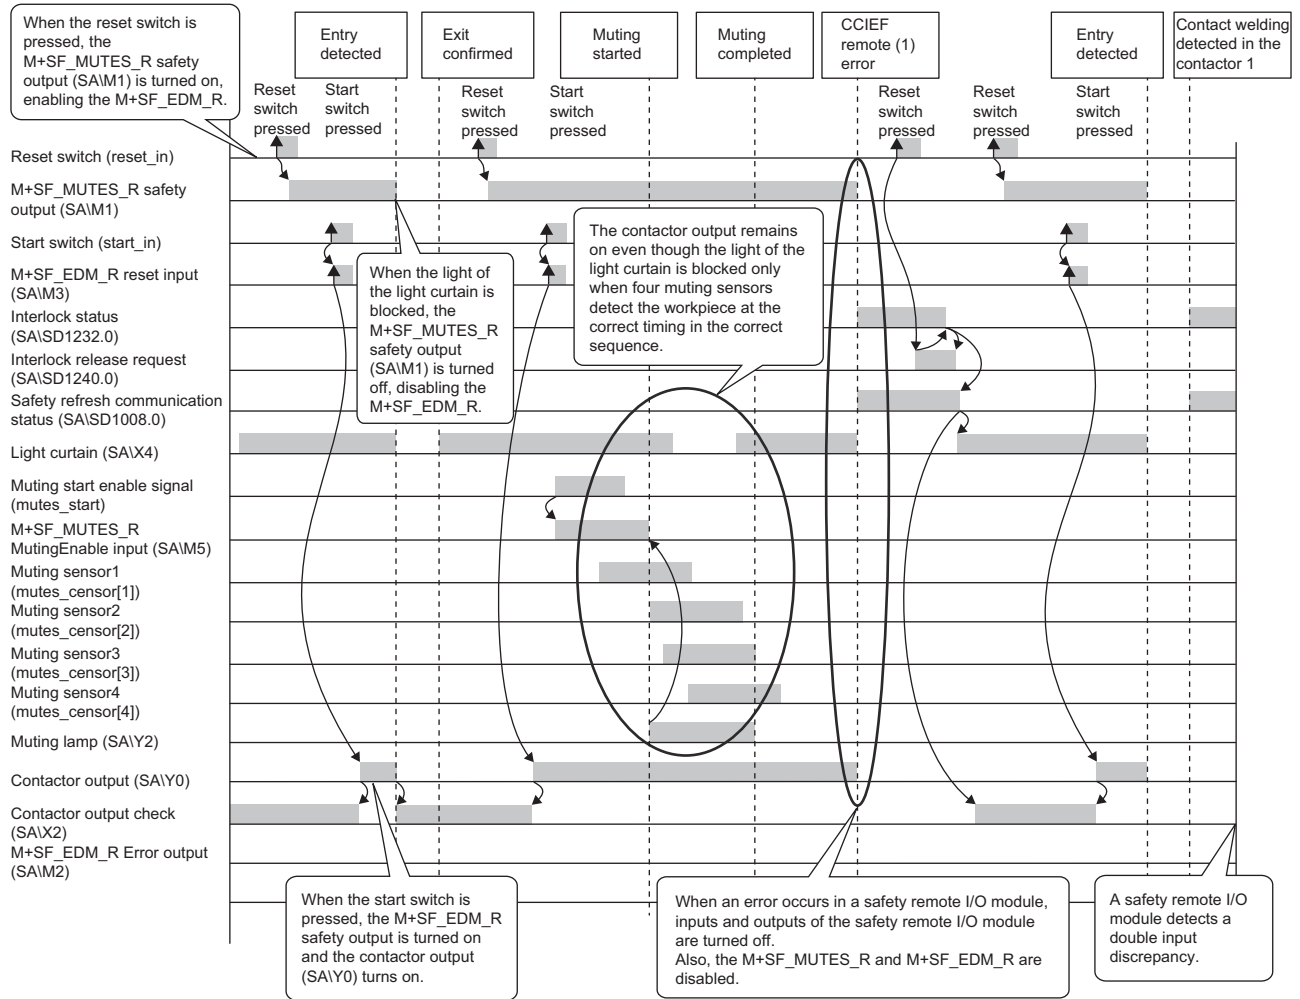 When the reset switch is
pressed, the
M+SF_MUTES_R safety
output (SA\M1) is turned on,
enabling the M+SF_EDM_R.
Entry
detected
Exit
confirmed
Muting
started
Muting
completed
CCIEF
remote (1)
error
Entry
detected
Contact welding
detected in the
contactor 1
Reset
switch
pressed
Start
switch
pressed
Reset
switch
pressed
Start
switch
pressed
Reset
switch
pressed
Reset
switch
pressed
Start
switch
pressed
Reset switch (reset_in)
M+SF_MUTES_R safety
output (SA\M1)
Start switch (start_in)
M+SF_EDM_R reset input
(SA\M3)
Interlock status
(SA\SD1232.0)
Interlock release request
(SA\SD1240.0)
Safety refresh communication
status (SA\SD1008.0)
Light curtain (SA\X4)
Muting start enable signal
(mutes_start)
M+SF_MUTES_R
MutingEnable input (SA\M5)
Muting sensor1
(mutes_censor[1])
Muting sensor2
(mutes_censor[2])
Muting sensor3
(mutes_censor[3])
Muting sensor4
(mutes_censor[4])
Muting lamp (SA\Y2)
Contactor output (SA\Y0)
Contactor output check
(SA\X2)
M+SF_EDM_R Error output
(SA\M2)
When the light of
the light curtain is
blocked, the
M+SF_MUTES_R
safety output
(SA\M1) is turned
off, disabling the
M+SF_EDM_R.
The contactor output remains
on even though the light of the
light curtain is blocked only
when four muting sensors
detect the workpiece at the
correct timing in the correct
sequence.
When the start switch is
pressed, the M+SF_EDM_R
safety output is turned on
and the contactor output
(SA\Y0) turns on.
When an error occurs in a safety remote I/O module,
inputs and outputs of the safety remote I/O module
are turned off.
Also, the M+SF_MUTES_R and M+SF_EDM_R are
disabled.
A safety remote I/O
module detects a
double input
discrepancy.